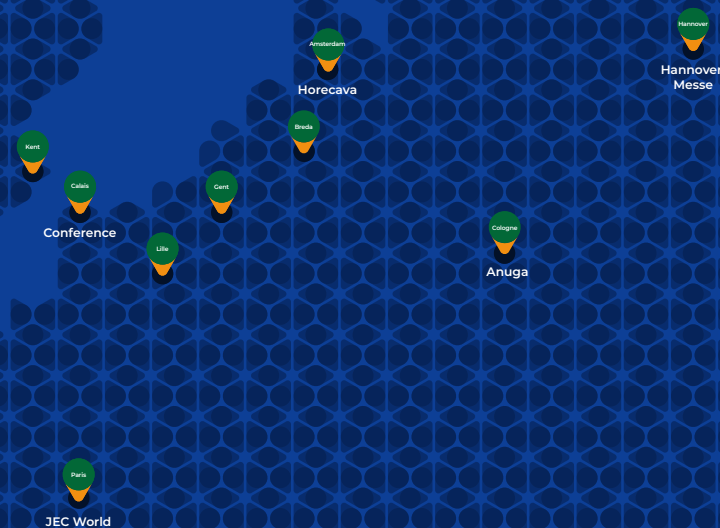 Hannover
Hannover
Messe
Amsterdam
Horecava
Breda
Kent
Calais
Conference
Gent
Lille
Cologne
Anuga
Paris
JEC World